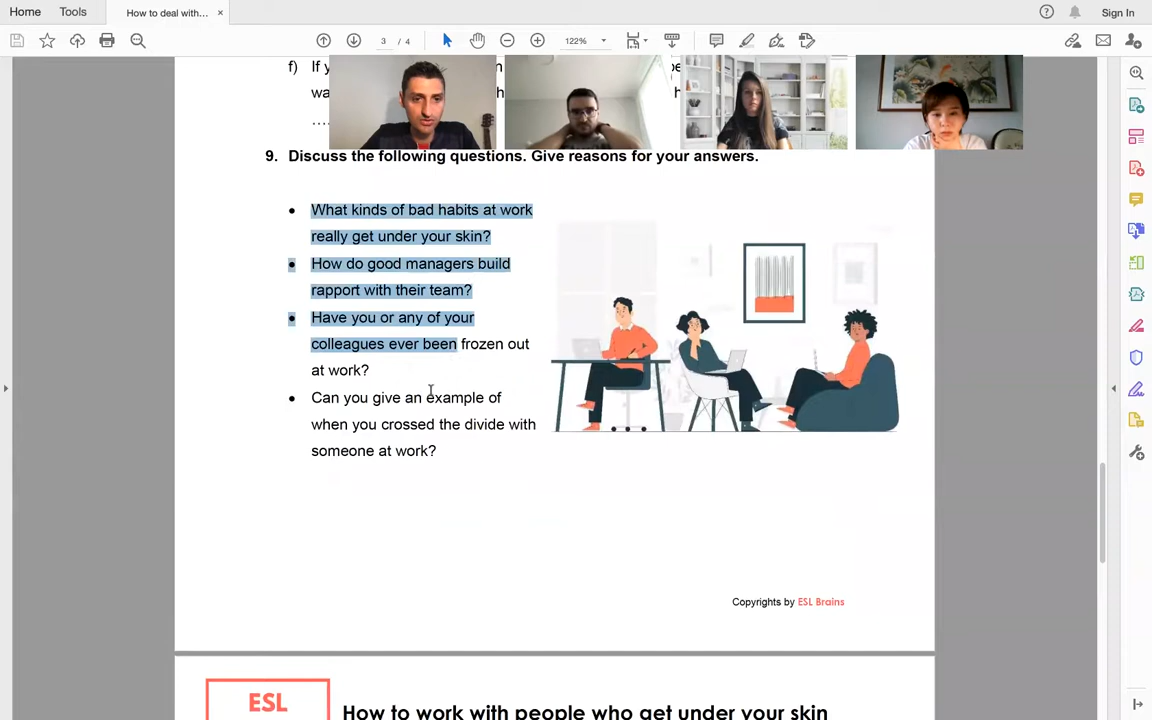 Home
Tools
How to deal with...
×
Sign In
3 / 4
122%
f) If y
n
pe
wa
h
h
....
9. Discuss the following questions. Give reasons for your answers.
● What kinds of bad habits at work
really get under your skin?
● How do good managers build
rapport with their team?
● Have you or any of your
colleagues ever been frozen out
at work?
● Can you give an example of
when you crossed the divide with
someone at work?
Copyrights by ESL Brains
ESL
How to work with people who get under your skin